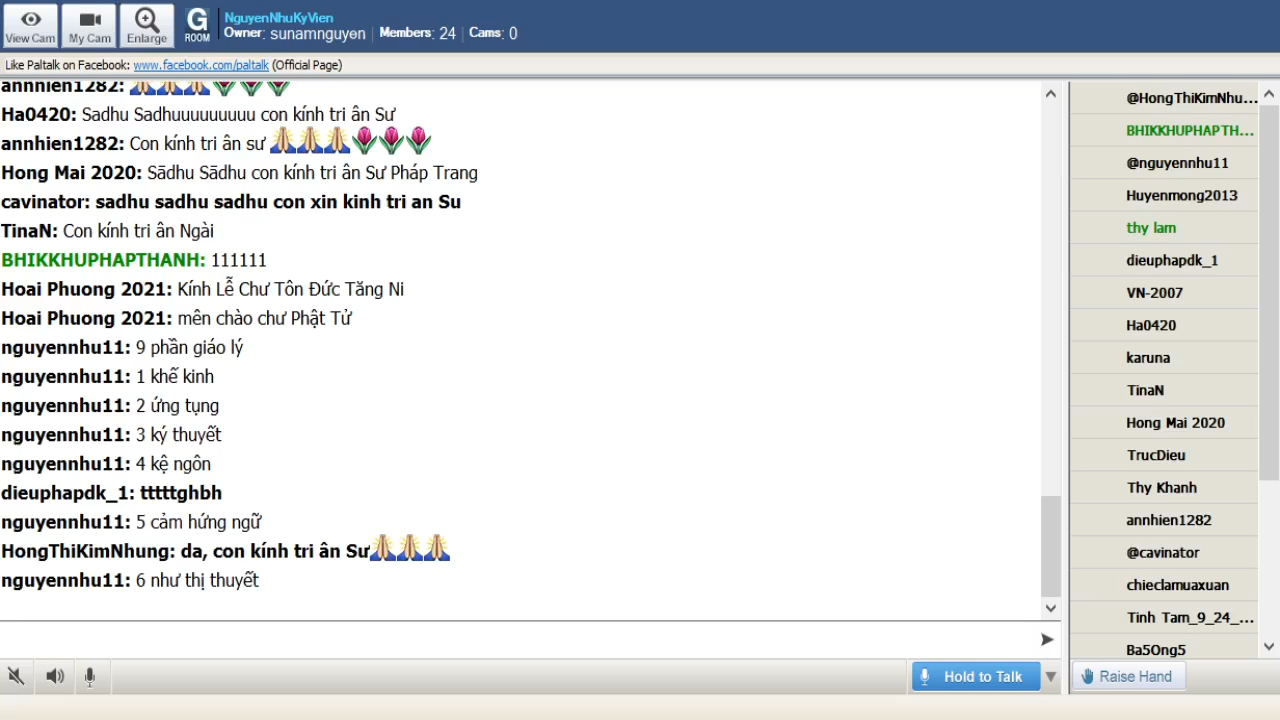 View Cam
My Cam
Enlarge
G
ROOM
NguyenNhuKyVien
Owner: sunamnguyen | Members: 24 | Cams: 0
Like Paltalk on Facebook: www.facebook.com/paltalk (Official Page)
annhien1282:
Ha0420: Sadhu Sadhuuuuuuuuu con kính tri ân Sư
annhien1282: Con kính tri ân sư
Hong Mai 2020: Sādhu Sādhu con kính tri ân Sư Pháp Trang
cavinator: sadhu sadhu sadhu con xin kinh tri an Su
TinaN: Con kính tri ân Ngài
BHIKKHUPHAPTHANH: 111111
Hoai Phuong 2021: Kính Lễ Chư Tôn Đức Tăng Ni
Hoai Phuong 2021: mên chào chư Phật Tử
nguyennhu11: 9 phần giáo lý
nguyennhu11: 1 khế kinh
nguyennhu11: 2 ứng tụng
nguyennhu11: 3 ký thuyết
nguyennhu11: 4 kệ ngôn
dieuphapdk_1: tttttghbh
nguyennhu11: 5 cảm hứng ngữ
HongThiKimNhung: da, con kính tri ân Sư
nguyennhu11: 6 như thị thuyết
@HongThiKimNhu...
BHIKKHUPHAPTH...
@nguyennhu11
Huyenmong2013
thy lam
dieuphapdk_1
VN-2007
Ha0420
karuna
TinaN
Hong Mai 2020
TrucDieu
Thy Khanh
annhien1282
@cavinator
chieclamuaxuan
Tinh Tam_9_24_...
Ba5Ong5
Hold to Talk
Raise Hand